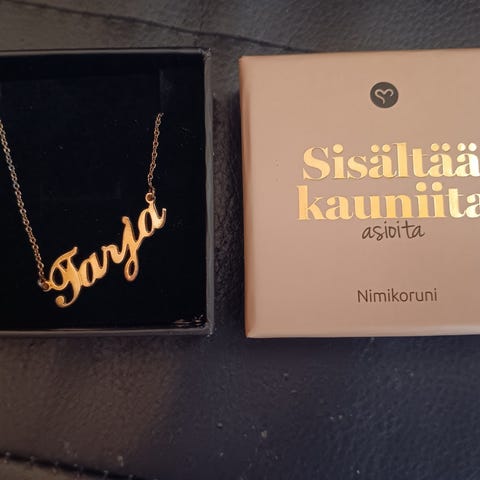 Tarja
Sisältää
kauniita
asioita
Nimikoruni